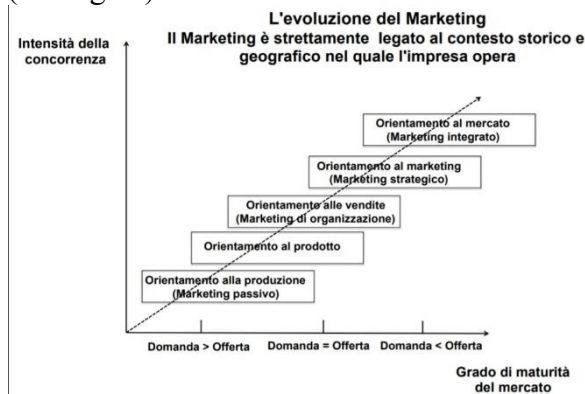 L'evoluzione del Marketing
Il Marketing è strettamente legato al contesto storico e
geografico nel quale l'impresa opera
Intensità della
concorrenza
Orientamento al mercato
(Marketing integrato)
Orientamento al marketing
(Marketing strategico)
Orientamento alle vendite
(Marketing di organizzazione)
Orientamento al prodotto
Orientamento alla produzione
(Marketing passivo)
Domanda > Offerta
Domanda = Offerta
Domanda < Offerta
Grado di maturità
del mercato